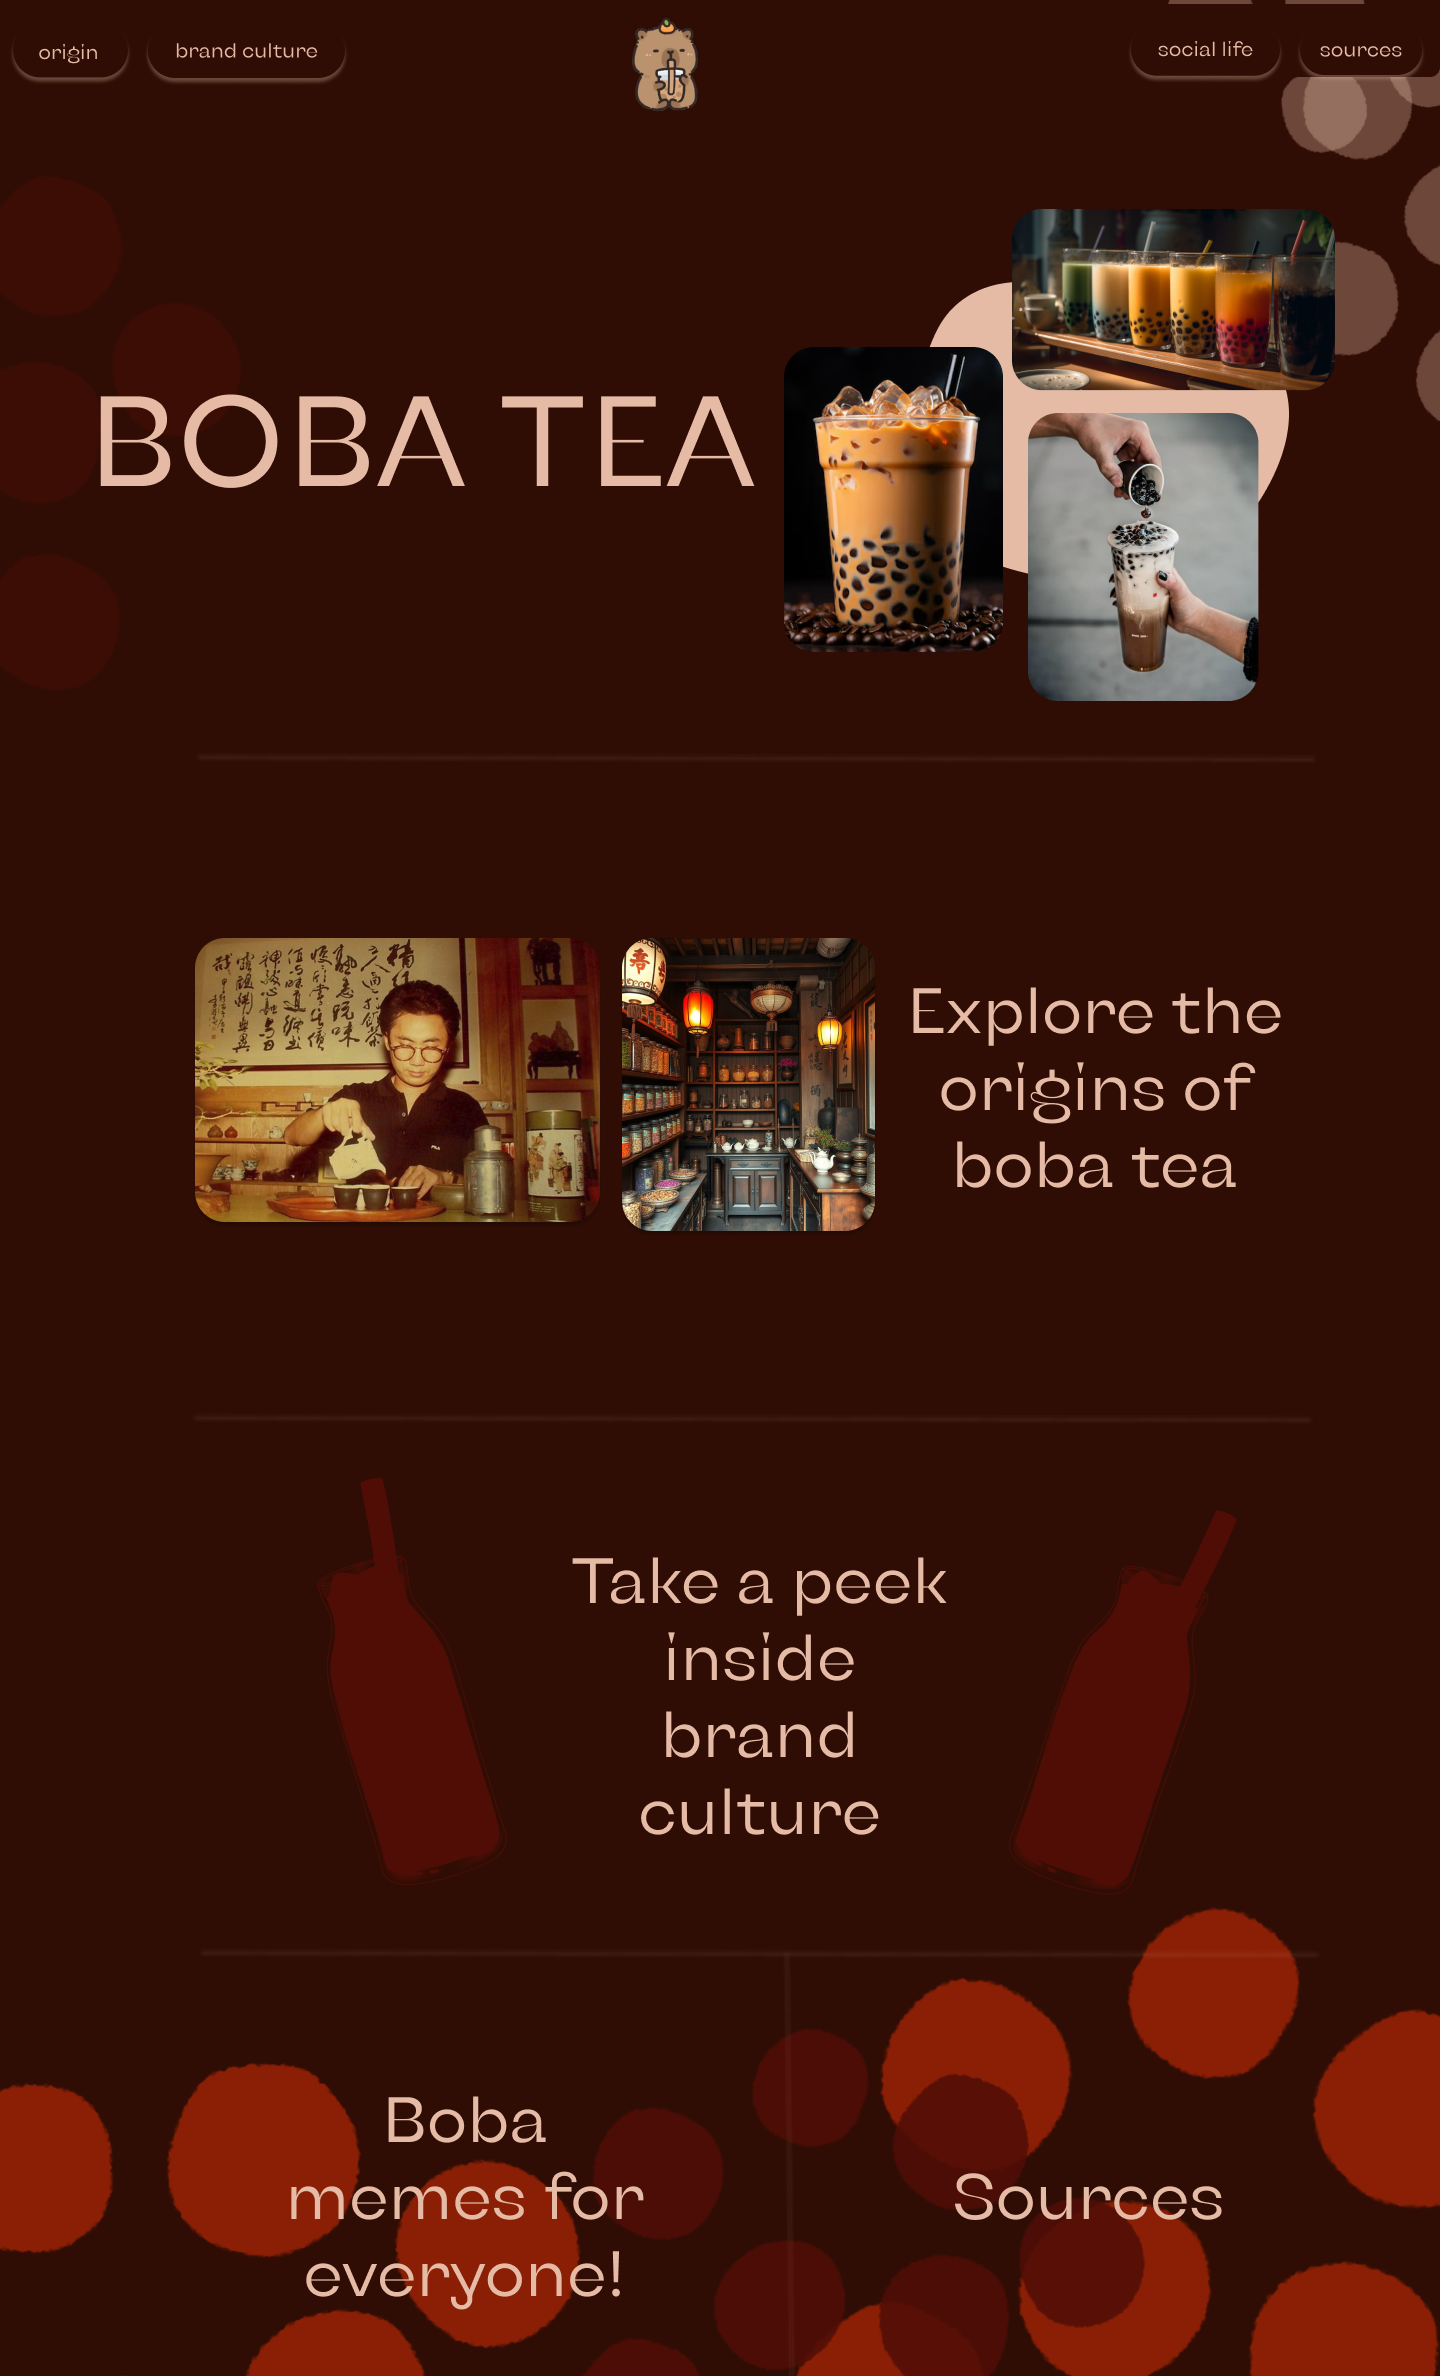 origin
brand culture
social life
sources
BOBA TEA
Explore the
origins of
boba tea
Take a peek
inside
brand
culture
Boba
memes for
everyone!
Sources